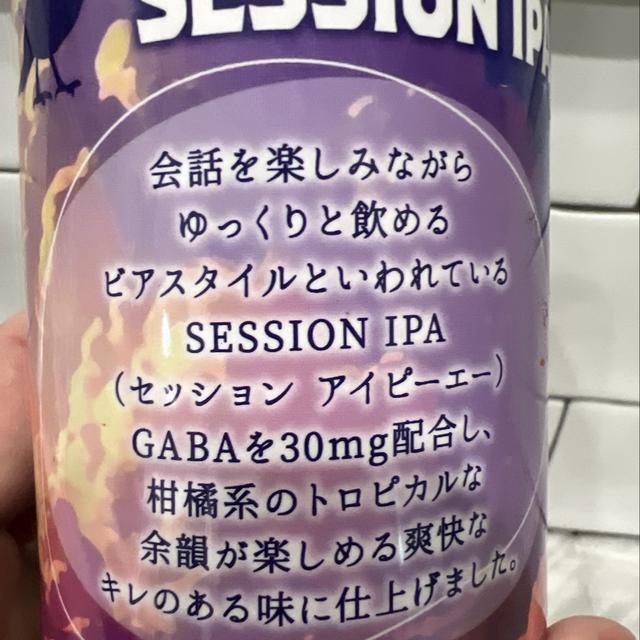 SESSION IPA
会話を楽しみながら
ゆっくりと飲める
ビアスタイルといわれている
SESSION IPA
（セッション アイピーエー）
GABAを30mg配合し、
柑橘系のトロピカルな
余韻が楽しめる爽快な
キレのある味に仕上げました。